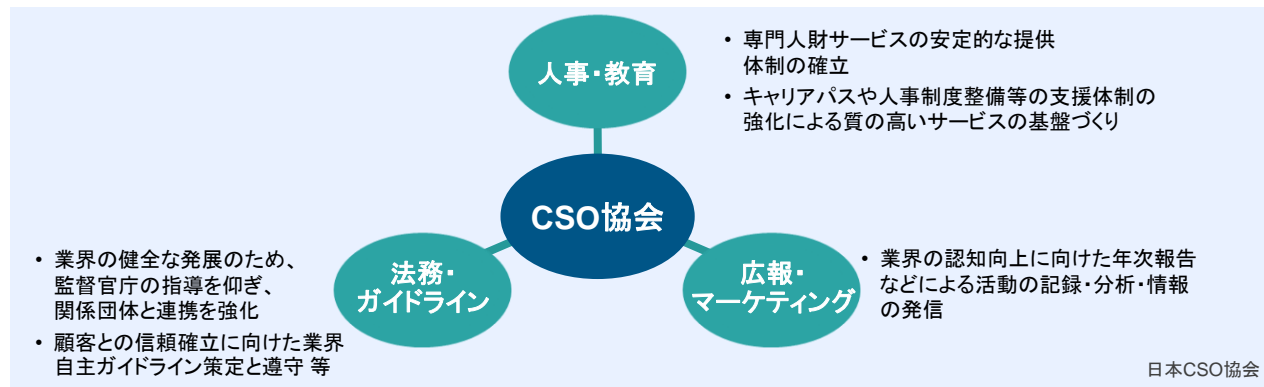 人事・教育
・ 専門人財サービスの安定的な提供
体制の確立
・ キャリアパスや人事制度整備等の支援体制の
強化による質の高いサービスの基盤づくり
CSO協会
・ 業界の健全な発展のため、
監督官庁の指導を仰ぎ、
関係団体と連携を強化
・ 顧客との信頼確立に向けた業界
自主ガイドライン策定と遵守 等
法務・
ガイドライン
広報・
マーケティング
・ 業界の認知向上に向けた年次報告
などによる活動の記録・分析・情報
の発信
日本CSO協会